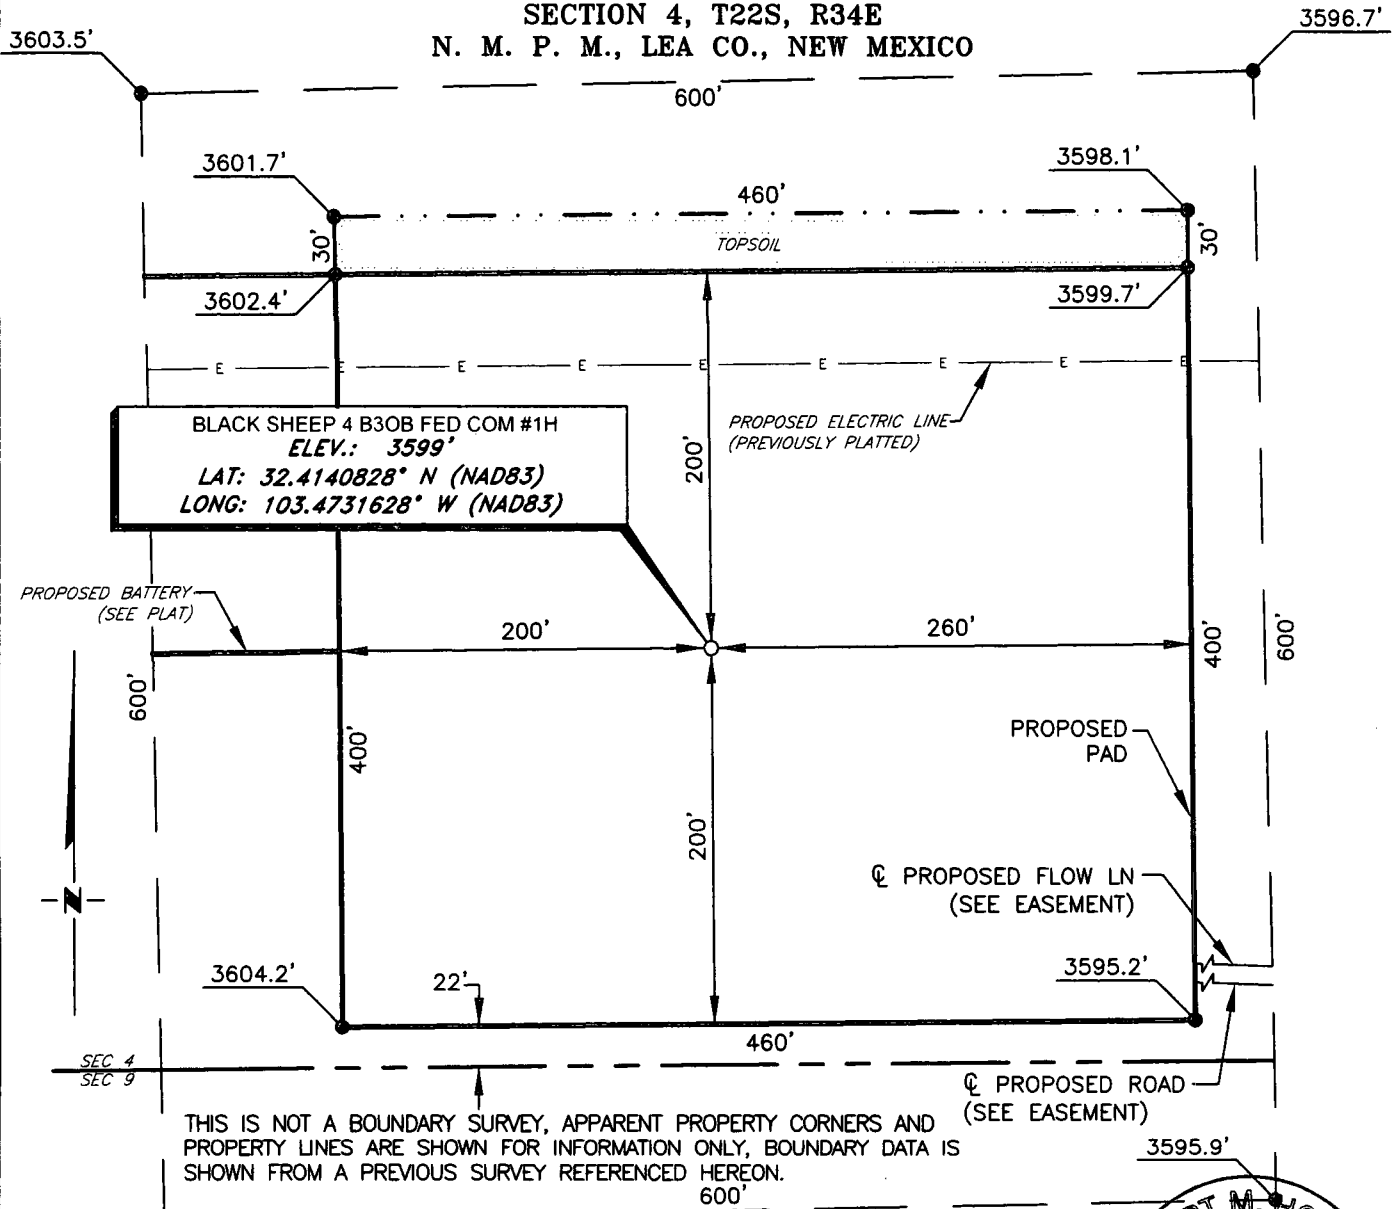 SECTION 4, T22S, R34E
N. M. P. M., LEA CO., NEW MEXICO
3603.5'
3596.7'
600'
3601.7'
3598.1'
460'
30'
TOPSOIL
30'
3602.4'
3599.7'
E E E E E E E E E
BLACK SHEEP 4 B3OB FED COM #1H
ELEV.: 3599'
LAT: 32.4140828° N (NAD83)
LONG: 103.4731628° W (NAD83)
PROPOSED ELECTRIC LINE
(PREVIOUSLY PLATTED)
200'
PROPOSED BATTERY
(SEE PLAT)
200'
260'
400'
600'
600'
400'
PROPOSED
PAD
200'
N
℄ PROPOSED FLOW LN
(SEE EASEMENT)
3604.2'
22'
3595.2'
460'
SEC 4
SEC 9
℄ PROPOSED ROAD
(SEE EASEMENT)
THIS IS NOT A BOUNDARY SURVEY, APPARENT PROPERTY CORNERS AND
PROPERTY LINES ARE SHOWN FOR INFORMATION ONLY, BOUNDARY DATA IS
SHOWN FROM A PREVIOUS SURVEY REFERENCED HEREON.
3595.9'
600'